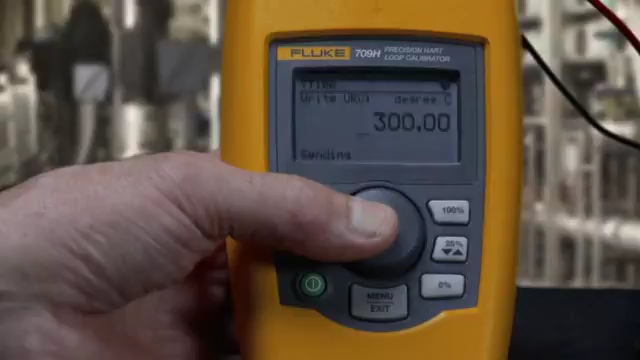 FLUKE 709H PRECISION HART
LOOP CALIBRATOR
degree C
300.00
Sending
100%
25%
0%
MENU
EXIT